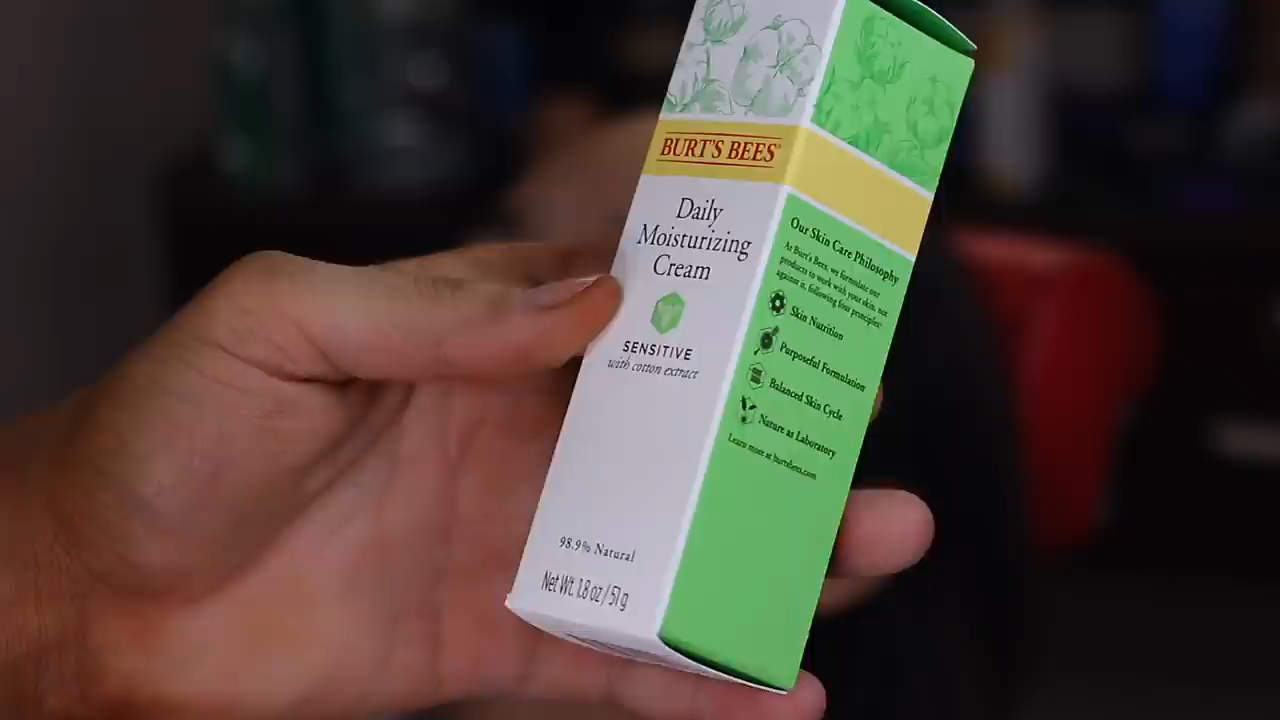 BURT'S BEES®
Daily
Moisturizing
Cream
SENSITIVE
with cotton extract
98.9% Natural
Net Wt. 1.8 oz / 51 g
Our Skin Care Philosophy
At Burt's Bees, we formulate our
products to work with your skin, not
against it, following four principles:
Skin Nutrition
Purposeful Formulation
Balanced Skin Cycle
Nature as Laboratory
Learn more at burtsbees.com